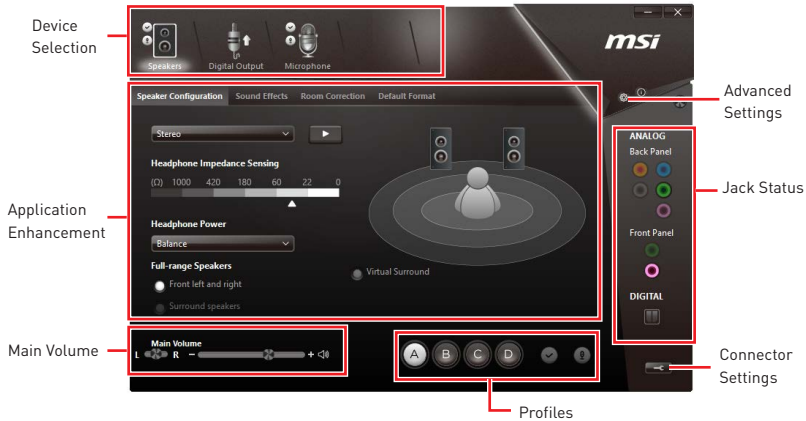 Device
Selection
Speakers
Digital Output
Microphone
msi
Advanced
Settings
Speaker Configuration
Sound Effects
Room Correction
Default Format
Stereo
Headphone Impedance Sensing
(Ω) 1000 420 180 60 22 0
Headphone Power
Balance
Full-range Speakers
Front left and right
Surround speakers
Virtual Surround
Application
Enhancement
ANALOG
Back Panel
Front Panel
DIGITAL
Jack Status
Main Volume
Main Volume
L R - +
A B C D
Profiles
Connector
Settings